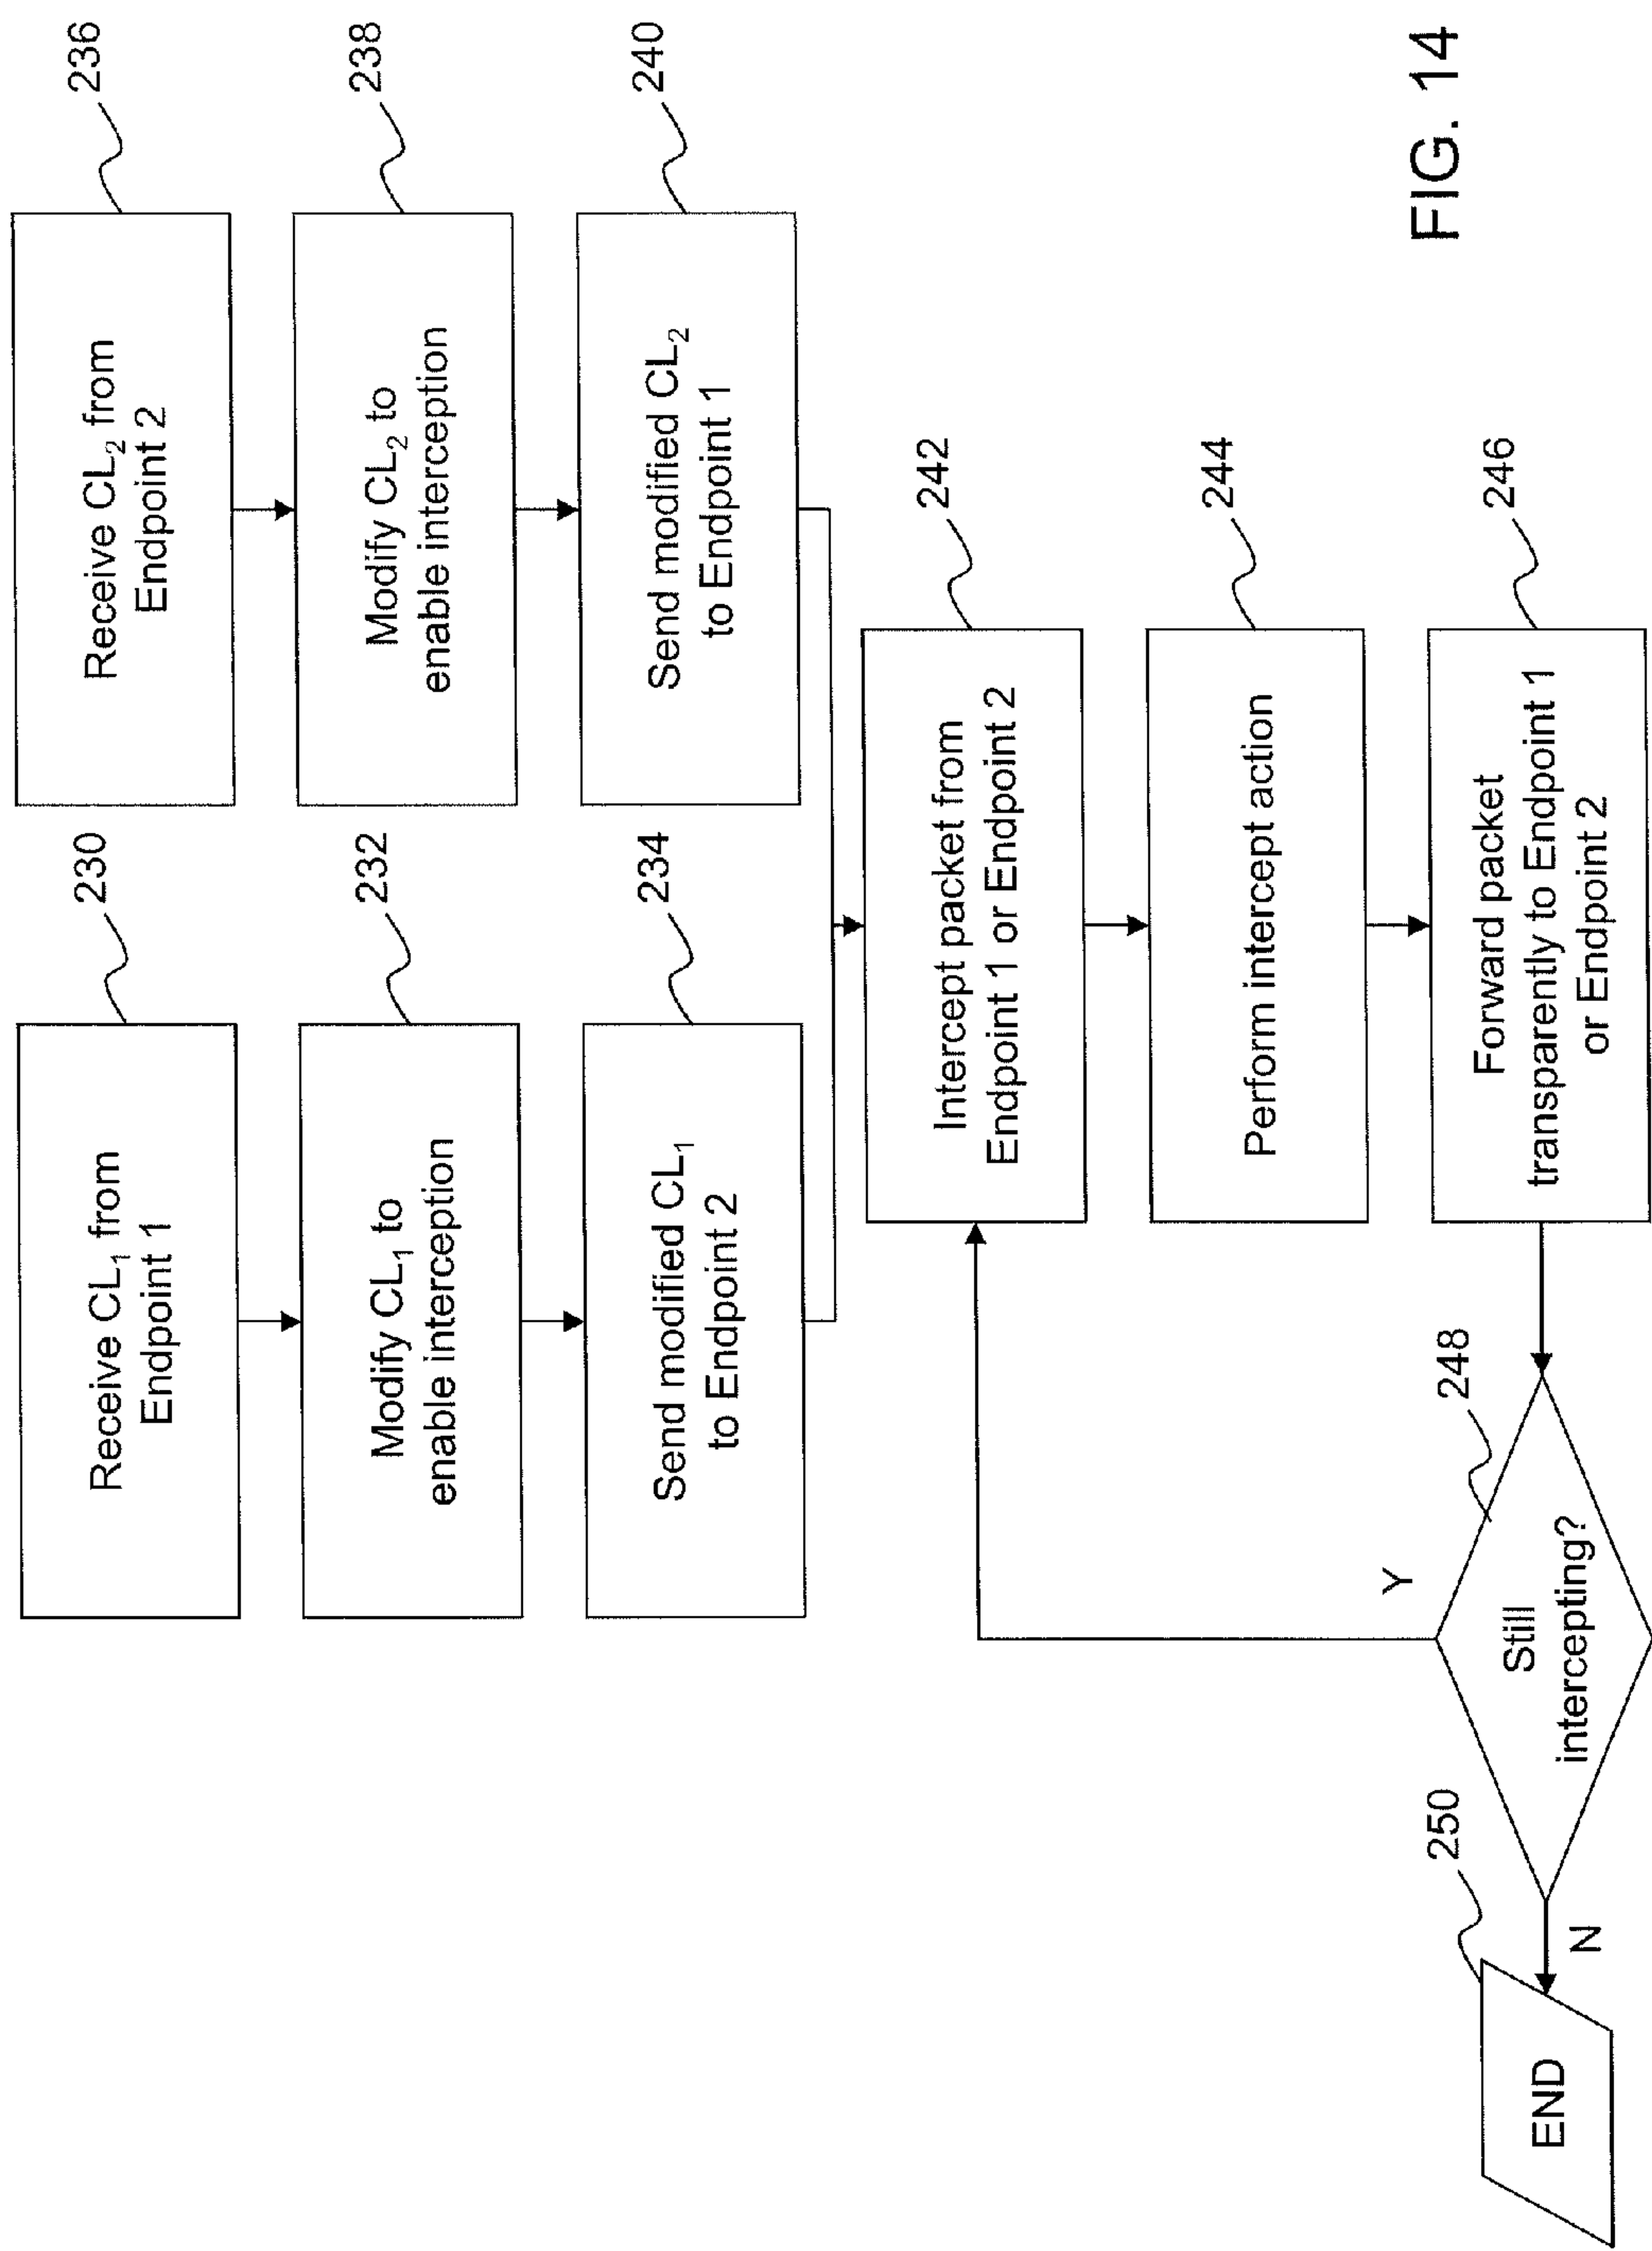 230
Receive CL₁ from
Endpoint 1
232
Modify CL₁ to
enable interception
234
Send modified CL₁
to Endpoint 2
236
Receive CL₂ from
Endpoint 2
238
Modify CL₂ to
enable interception
240
Send modified CL₂
to Endpoint 1
242
Intercept packet from
Endpoint 1 or Endpoint 2
244
Perform intercept action
246
Forward packet
transparently to Endpoint 1
or Endpoint 2
248
Still
intercepting?
Y
N
250
END
FIG. 14